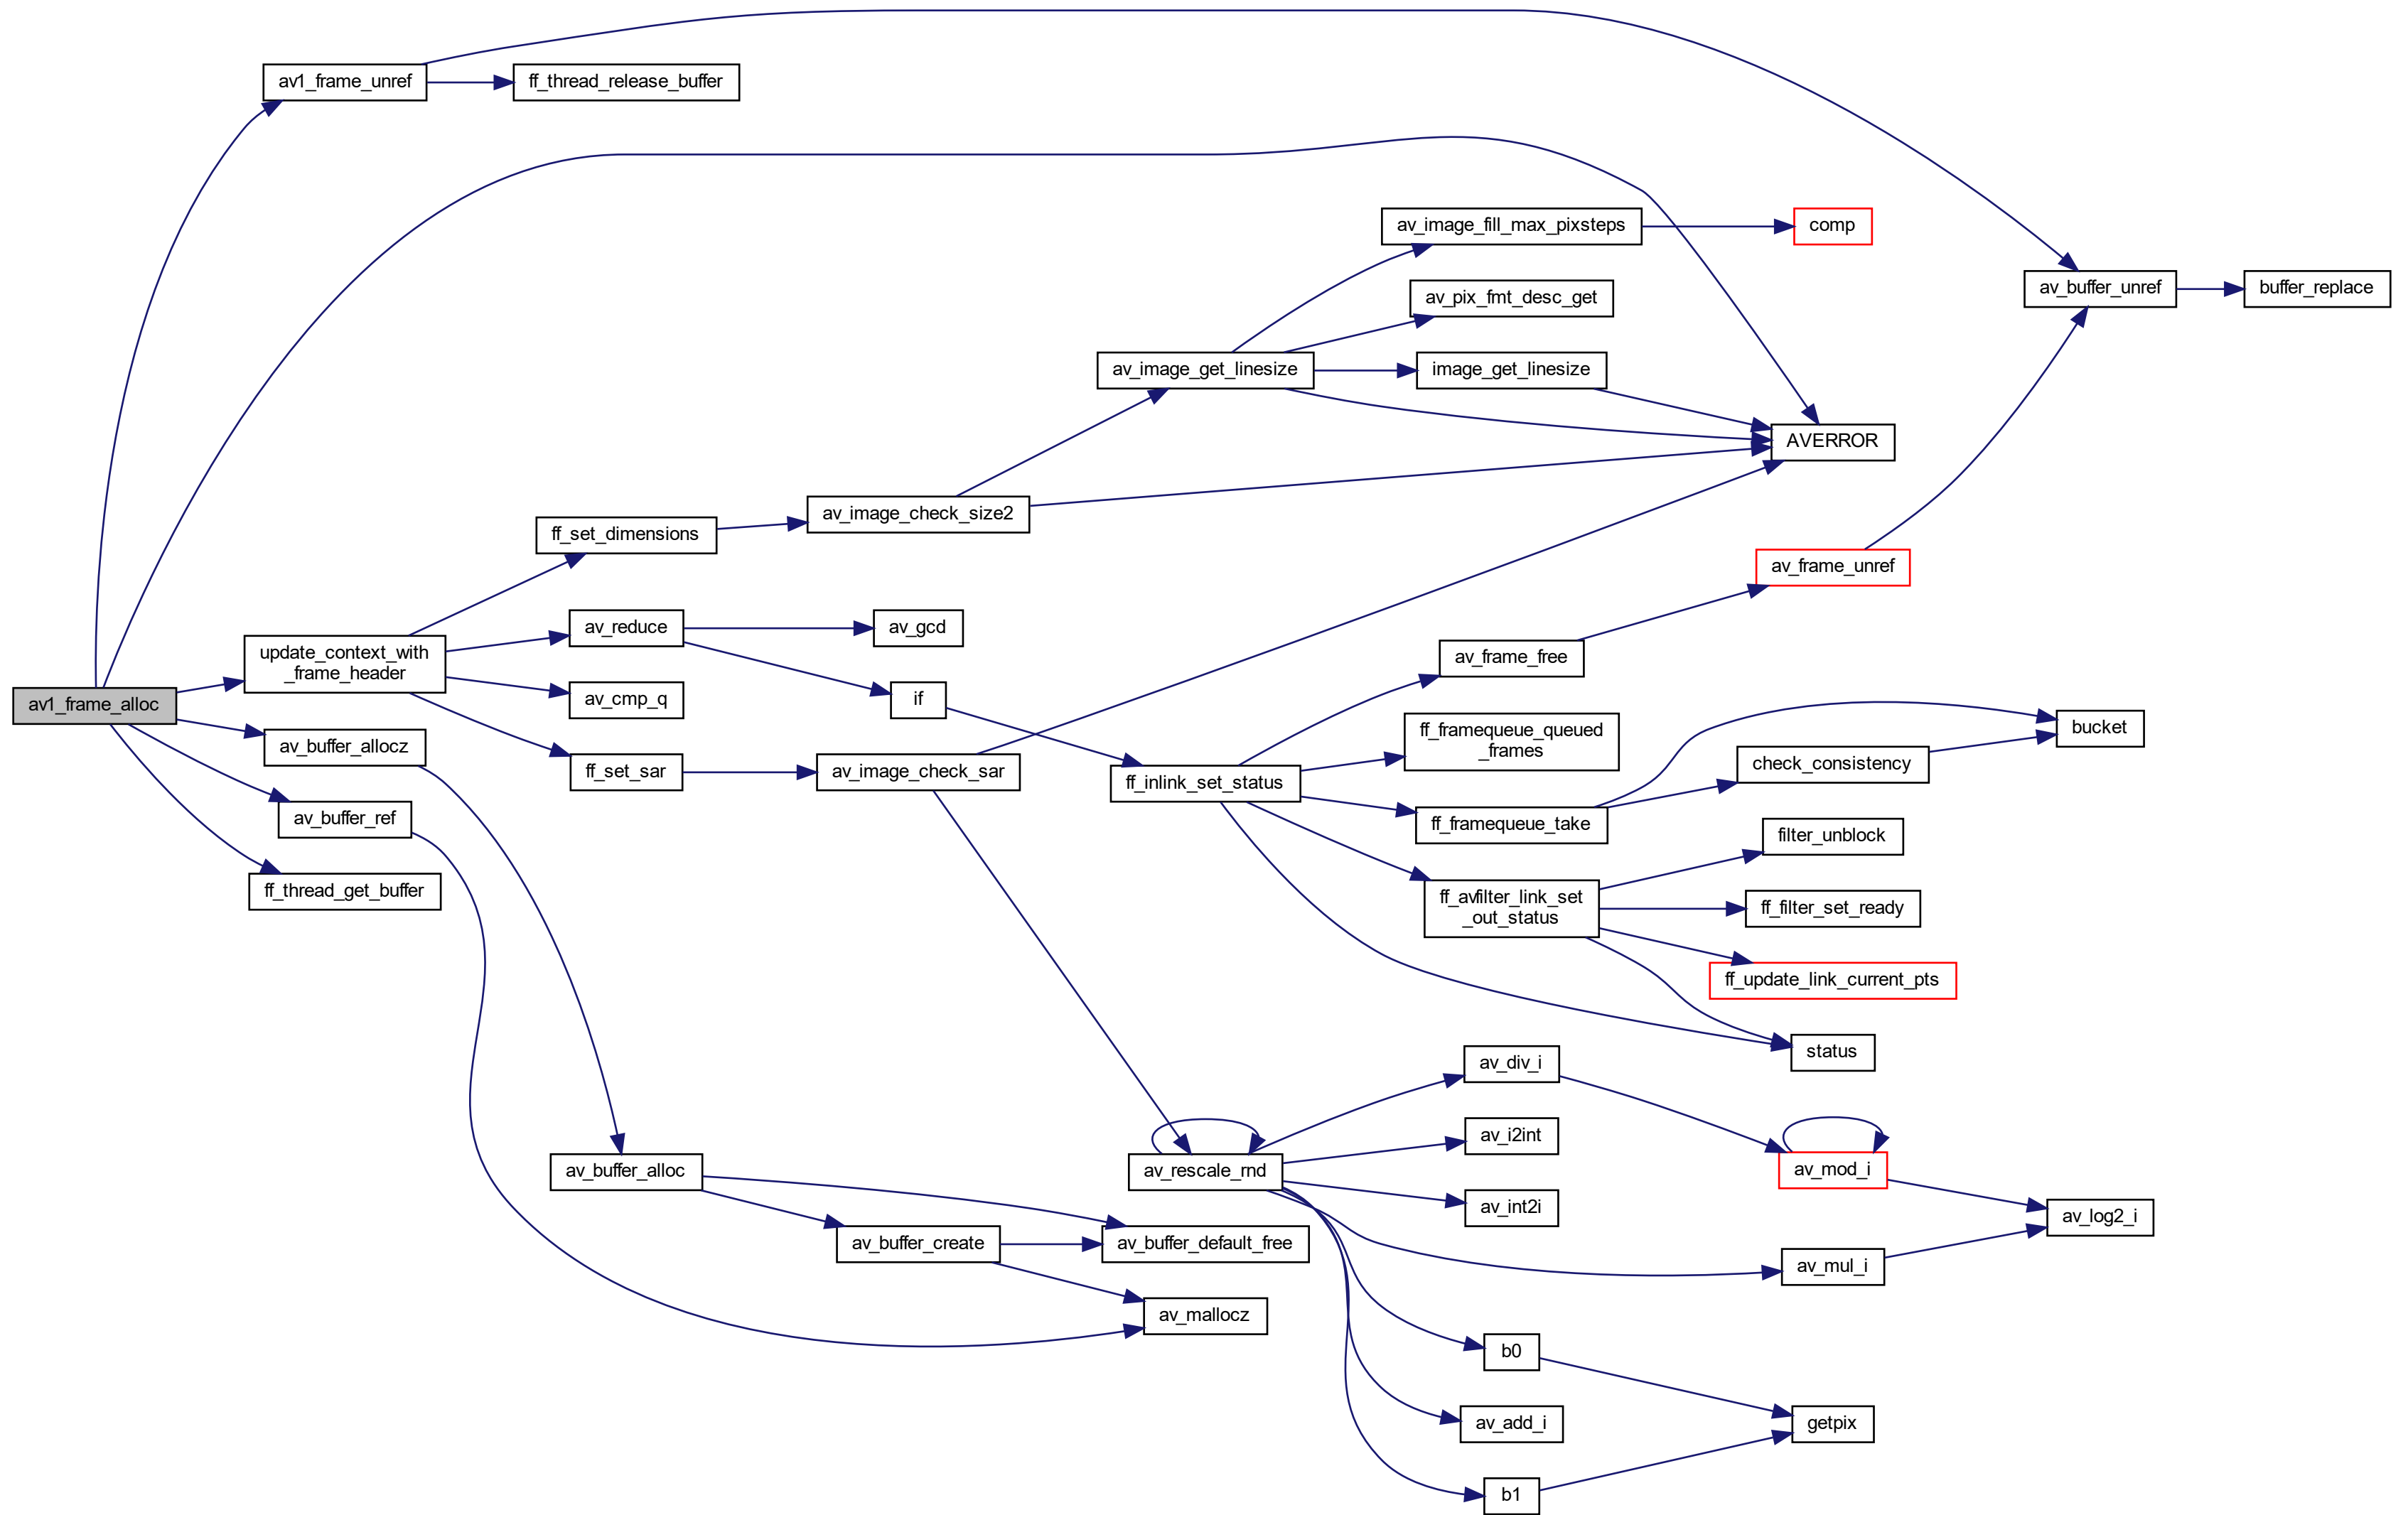 av1_frame_unref
ff_thread_release_buffer
av_image_fill_max_pixsteps
comp
av_buffer_unref
buffer_replace
av_pix_fmt_desc_get
av_image_get_linesize
image_get_linesize
AVERROR
av_image_check_size2
ff_set_dimensions
av_frame_unref
av_reduce
av_gcd
update_context_with
_frame_header
av_frame_free
av_cmp_q
if
av1_frame_alloc
ff_framequeue_queued
_frames
bucket
av_buffer_allocz
ff_set_sar
av_image_check_sar
ff_inlink_set_status
check_consistency
av_buffer_ref
ff_framequeue_take
filter_unblock
ff_thread_get_buffer
ff_avfilter_link_set
_out_status
ff_filter_set_ready
ff_update_link_current_pts
status
av_div_i
av_i2int
av_buffer_alloc
av_rescale_rnd
av_mod_i
av_int2i
av_log2_i
av_buffer_create
av_buffer_default_free
av_mul_i
av_mallocz
b0
av_add_i
getpix
b1